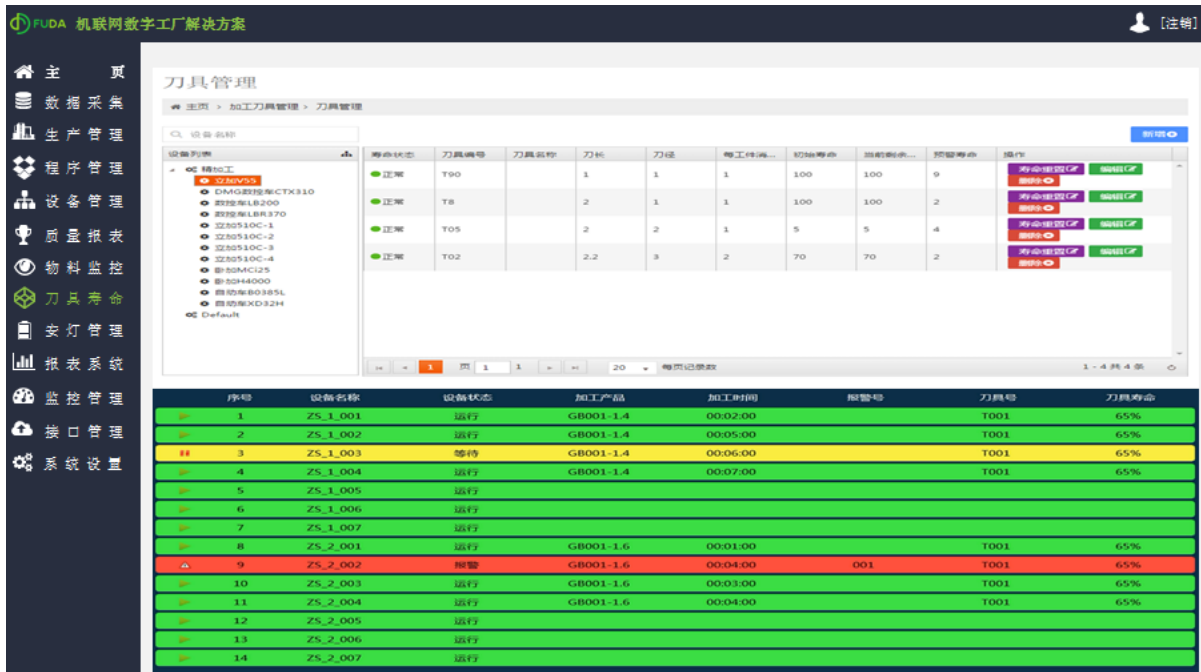 FUDA 机联网数字工厂解决方案
[注销]
主 页
数据采集
生产管理
程序管理
设备管理
质量报表
物料监控
刀具寿命
安灯管理
报表系统
监控管理
接口管理
系统设置
刀具管理
主页 > 加工刀具管理 > 刀具管理
设备名称
新增
设备列表
精加工
立加V55
DMG数控车CTX310
数控车LB200
数控车LBR370
立加510C-1
立加510C-2
立加510C-3
立加510C-4
卧加MCi25
卧加H4000
自动车B0385L
自动车XD32H
Default
寿命状态 刀具编号 刀具名称 刀长 刀径 每工件消... 初始寿命 当前剩余... 预警寿命 操作
正常 T90 1 1 1 100 100 9 寿命重置 编辑
删除
正常 T8 2 1 1 100 100 2 寿命重置 编辑
删除
正常 T05 2 2 1 5 5 4 寿命重置 编辑
删除
正常 T02 2.2 3 2 70 70 2 寿命重置 编辑
删除
1 页 1 1 20 每页记录数 1 - 4 共 4 条
序号 设备名称 设备状态 加工产品 加工时间 报警号 刀具号 刀具寿命
1 ZS_1_001 运行 GB001-1.4 00:02:00 T001 65%
2 ZS_1_002 运行 GB001-1.4 00:05:00 T001 65%
3 ZS_1_003 等待 GB001-1.4 00:06:00 T001 65%
4 ZS_1_004 运行 GB001-1.4 00:07:00 T001 65%
5 ZS_1_005 运行
6 ZS_1_006 运行
7 ZS_1_007 运行
8 ZS_2_001 运行 GB001-1.6 00:01:00 T001 65%
9 ZS_2_002 报警 GB001-1.6 00:04:00 001 T001 65%
10 ZS_2_003 运行 GB001-1.6 00:03:00 T001 65%
11 ZS_2_004 运行 GB001-1.6 00:04:00 T001 65%
12 ZS_2_005 运行
13 ZS_2_006 运行
14 ZS_2_007 运行